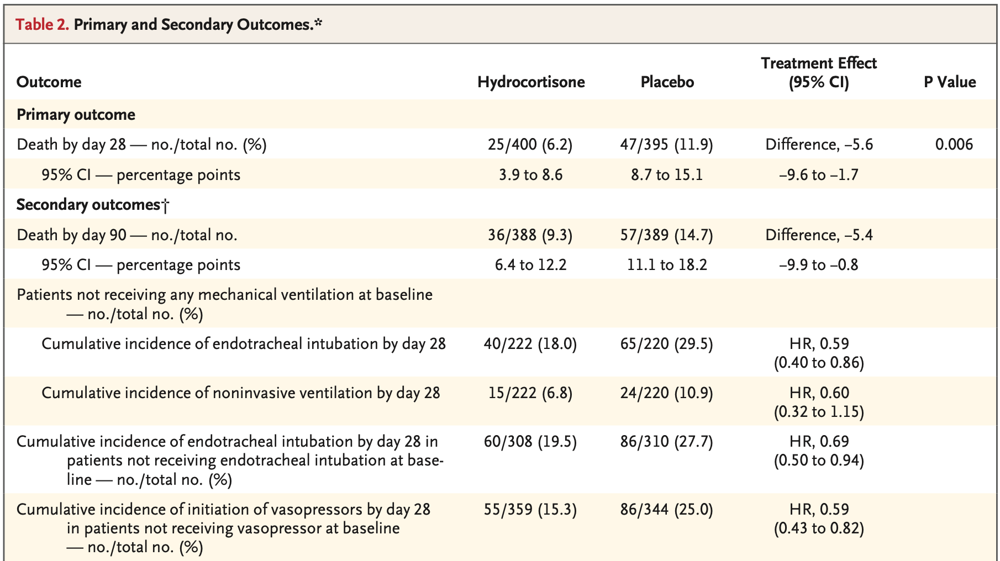 Table 2. Primary and Secondary Outcomes.*
Outcome Hydrocortisone Placebo Treatment Effect (95% CI) P Value
Primary outcome
Death by day 28 — no./total no. (%) 25/400 (6.2) 47/395 (11.9) Difference, –5.6 0.006
95% CI — percentage points 3.9 to 8.6 8.7 to 15.1 –9.6 to –1.7
Secondary outcomes†
Death by day 90 — no./total no. 36/388 (9.3) 57/389 (14.7) Difference, –5.4
95% CI — percentage points 6.4 to 12.2 11.1 to 18.2 –9.9 to –0.8
Patients not receiving any mechanical ventilation at baseline
— no./total no. (%)
Cumulative incidence of endotracheal intubation by day 28 40/222 (18.0) 65/220 (29.5) HR, 0.59
(0.40 to 0.86)
Cumulative incidence of noninvasive ventilation by day 28 15/222 (6.8) 24/220 (10.9) HR, 0.60
(0.32 to 1.15)
Cumulative incidence of endotracheal intubation by day 28 in 60/308 (19.5) 86/310 (27.7) HR, 0.69
patients not receiving endotracheal intubation at base- (0.50 to 0.94)
line — no./total no. (%)
Cumulative incidence of initiation of vasopressors by day 28 55/359 (15.3) 86/344 (25.0) HR, 0.59
in patients not receiving vasopressor at baseline (0.43 to 0.82)
— no./total no. (%)